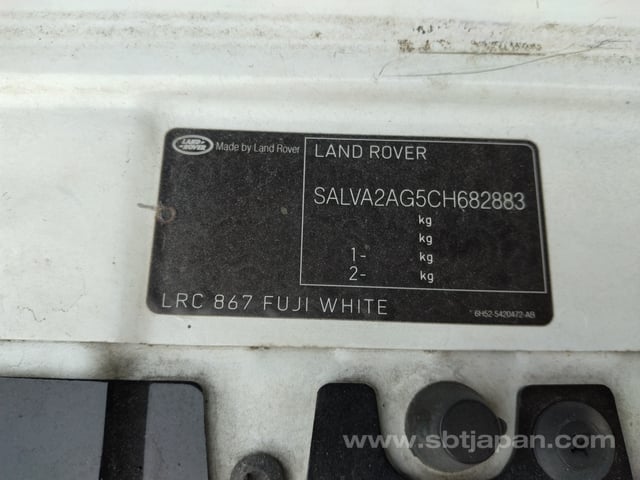 LAND ROVER
Made by Land Rover
LAND ROVER
SALVA2AG5CH682883
kg
kg
1- kg
2- kg
LRC 867 FUJI WHITE
6H52-5420472-AB
www.sbtjapan.com